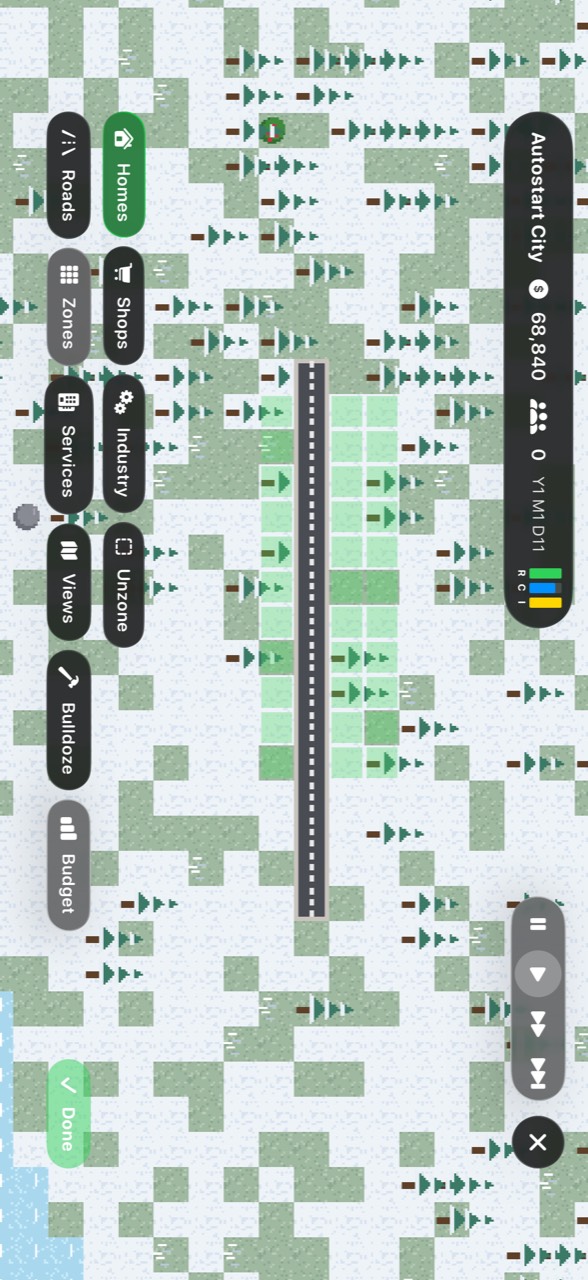 Autostart City $ 68,840 0 Y1 M1 D11
R C I
Homes Shops Industry Unzone
Roads Zones Services Views Bulldoze Budget Done